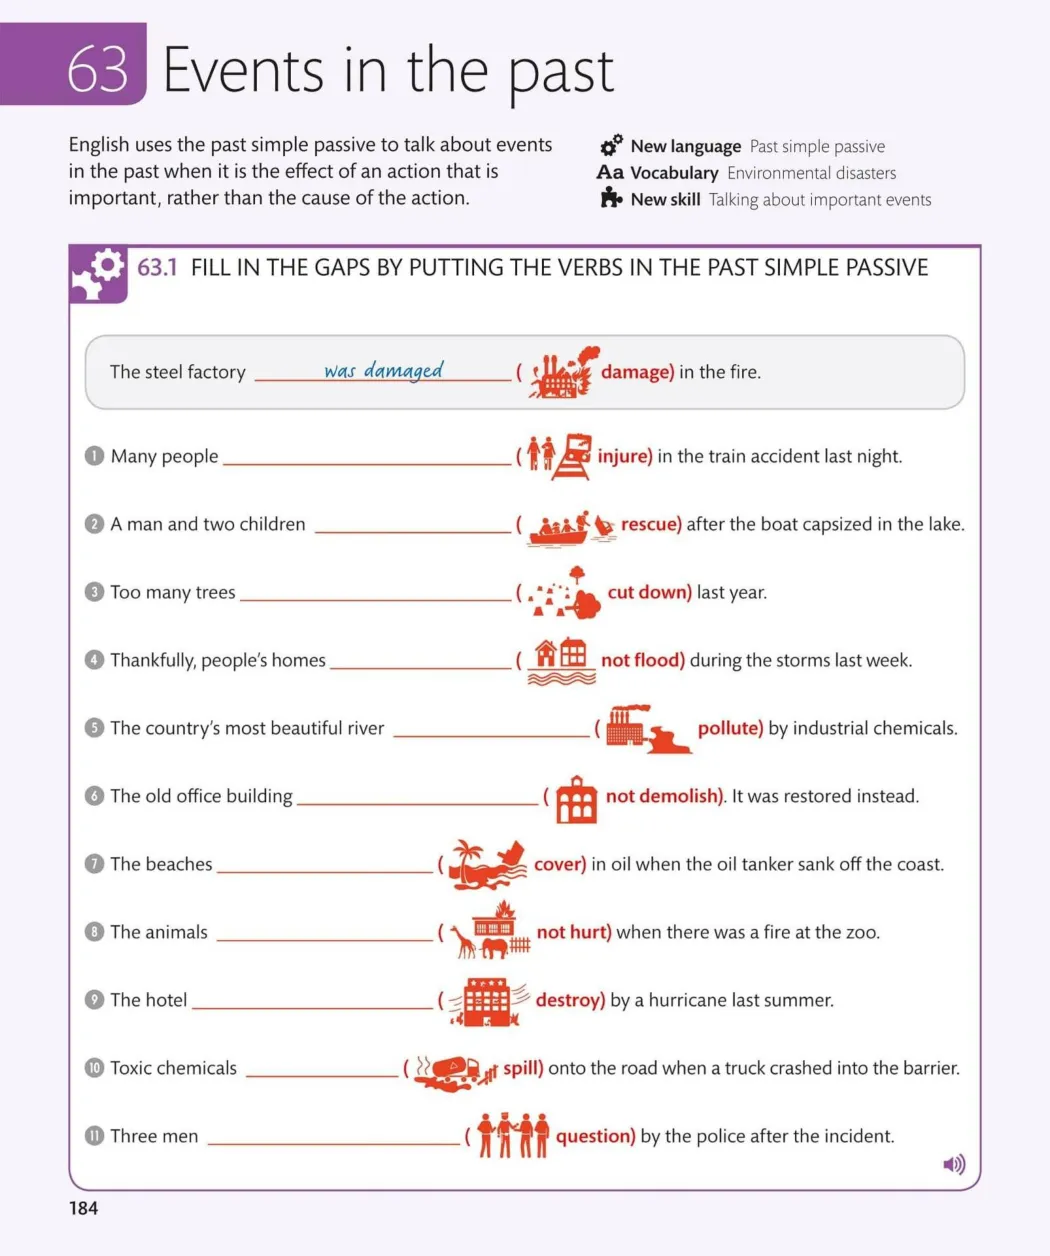 63 Events in the past
English uses the past simple passive to talk about events
in the past when it is the effect of an action that is
important, rather than the cause of the action.
New language Past simple passive
Aa Vocabulary Environmental disasters
New skill Talking about important events
63.1 FILL IN THE GAPS BY PUTTING THE VERBS IN THE PAST SIMPLE PASSIVE
The steel factory was damaged ( damage) in the fire.
1 Many people ( injure) in the train accident last night.
2 A man and two children ( rescue) after the boat capsized in the lake.
3 Too many trees ( cut down) last year.
4 Thankfully, people’s homes ( not flood) during the storms last week.
5 The country’s most beautiful river ( pollute) by industrial chemicals.
6 The old office building ( not demolish). It was restored instead.
7 The beaches ( cover) in oil when the oil tanker sank off the coast.
8 The animals ( not hurt) when there was a fire at the zoo.
9 The hotel ( destroy) by a hurricane last summer.
10 Toxic chemicals ( spill) onto the road when a truck crashed into the barrier.
11 Three men ( question) by the police after the incident.
184